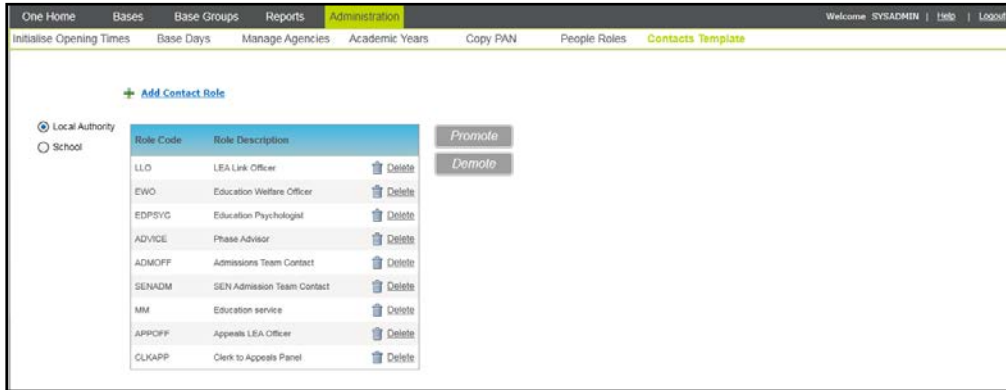 One Home Bases Base Groups Reports Administration Welcome SYSADMIN | Help | Logout
Initialise Opening Times Base Days Manage Agencies Academic Years Copy PAN People Roles Contacts Template
Add Contact Role
Local Authority
School
Role Code Role Description
Promote
Demote
LLO LEA Link Officer Delete
EWO Education Welfare Officer Delete
EDPSYG Education Psychologist Delete
ADVICE Phase Advisor Delete
ADMOFF Admissions Team Contact Delete
SENADM SEN Admission Team Contact Delete
MM Education service Delete
APPOFF Appeals LEA Officer Delete
CLKAPP Clerk to Appeals Panel Delete